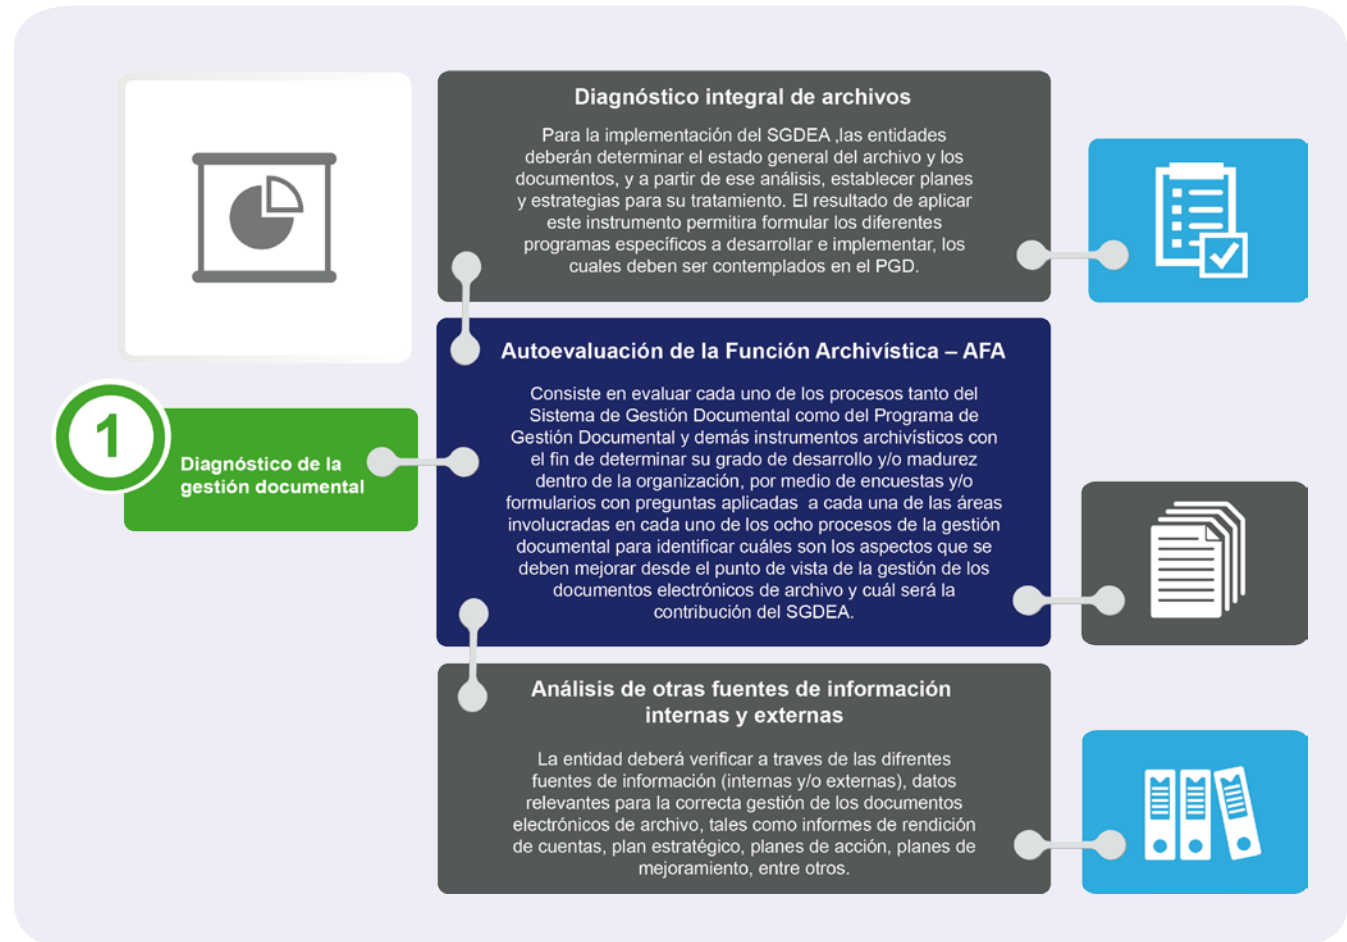 Diagnóstico integral de archivos
Para la implementación del SGDEA ,las entidades
deberán determinar el estado general del archivo y los
documentos, y a partir de ese análisis, establecer planes
y estrategias para su tratamiento. El resultado de aplicar
este instrumento permitira formular los diferentes
programas específicos a desarrollar e implementar, los
cuales deben ser contemplados en el PGD.
1
Diagnóstico de la
gestión documental
Autoevaluación de la Función Archivística – AFA
Consiste en evaluar cada uno de los procesos tanto del
Sistema de Gestión Documental como del Programa de
Gestión Documental y demás instrumentos archivísticos con
el fin de determinar su grado de desarrollo y/o madurez
dentro de la organización, por medio de encuestas y/o
formularios con preguntas aplicadas a cada una de las áreas
involucradas en cada uno de los ocho procesos de la gestión
documental para identificar cuáles son los aspectos que se
deben mejorar desde el punto de vista de la gestión de los
documentos electrónicos de archivo y cuál será la
contribución del SGDEA.
Análisis de otras fuentes de información
internas y externas
La entidad deberá verificar a traves de las difrentes
fuentes de información (internas y/o externas), datos
relevantes para la correcta gestión de los documentos
electrónicos de archivo, tales como informes de rendición
de cuentas, plan estratégico, planes de acción, planes de
mejoramiento, entre otros.